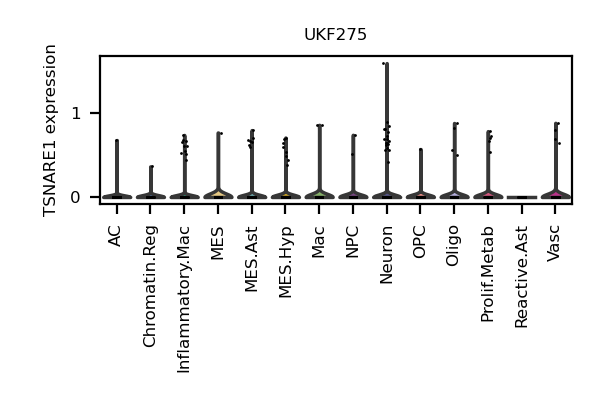 UKF275
TSNARE1 expression
1
0
AC
Chromatin.Reg
Inflammatory.Mac
MES
MES.Ast
MES.Hyp
Mac
NPC
Neuron
OPC
Oligo
Prolif.Metab
Reactive.Ast
Vasc